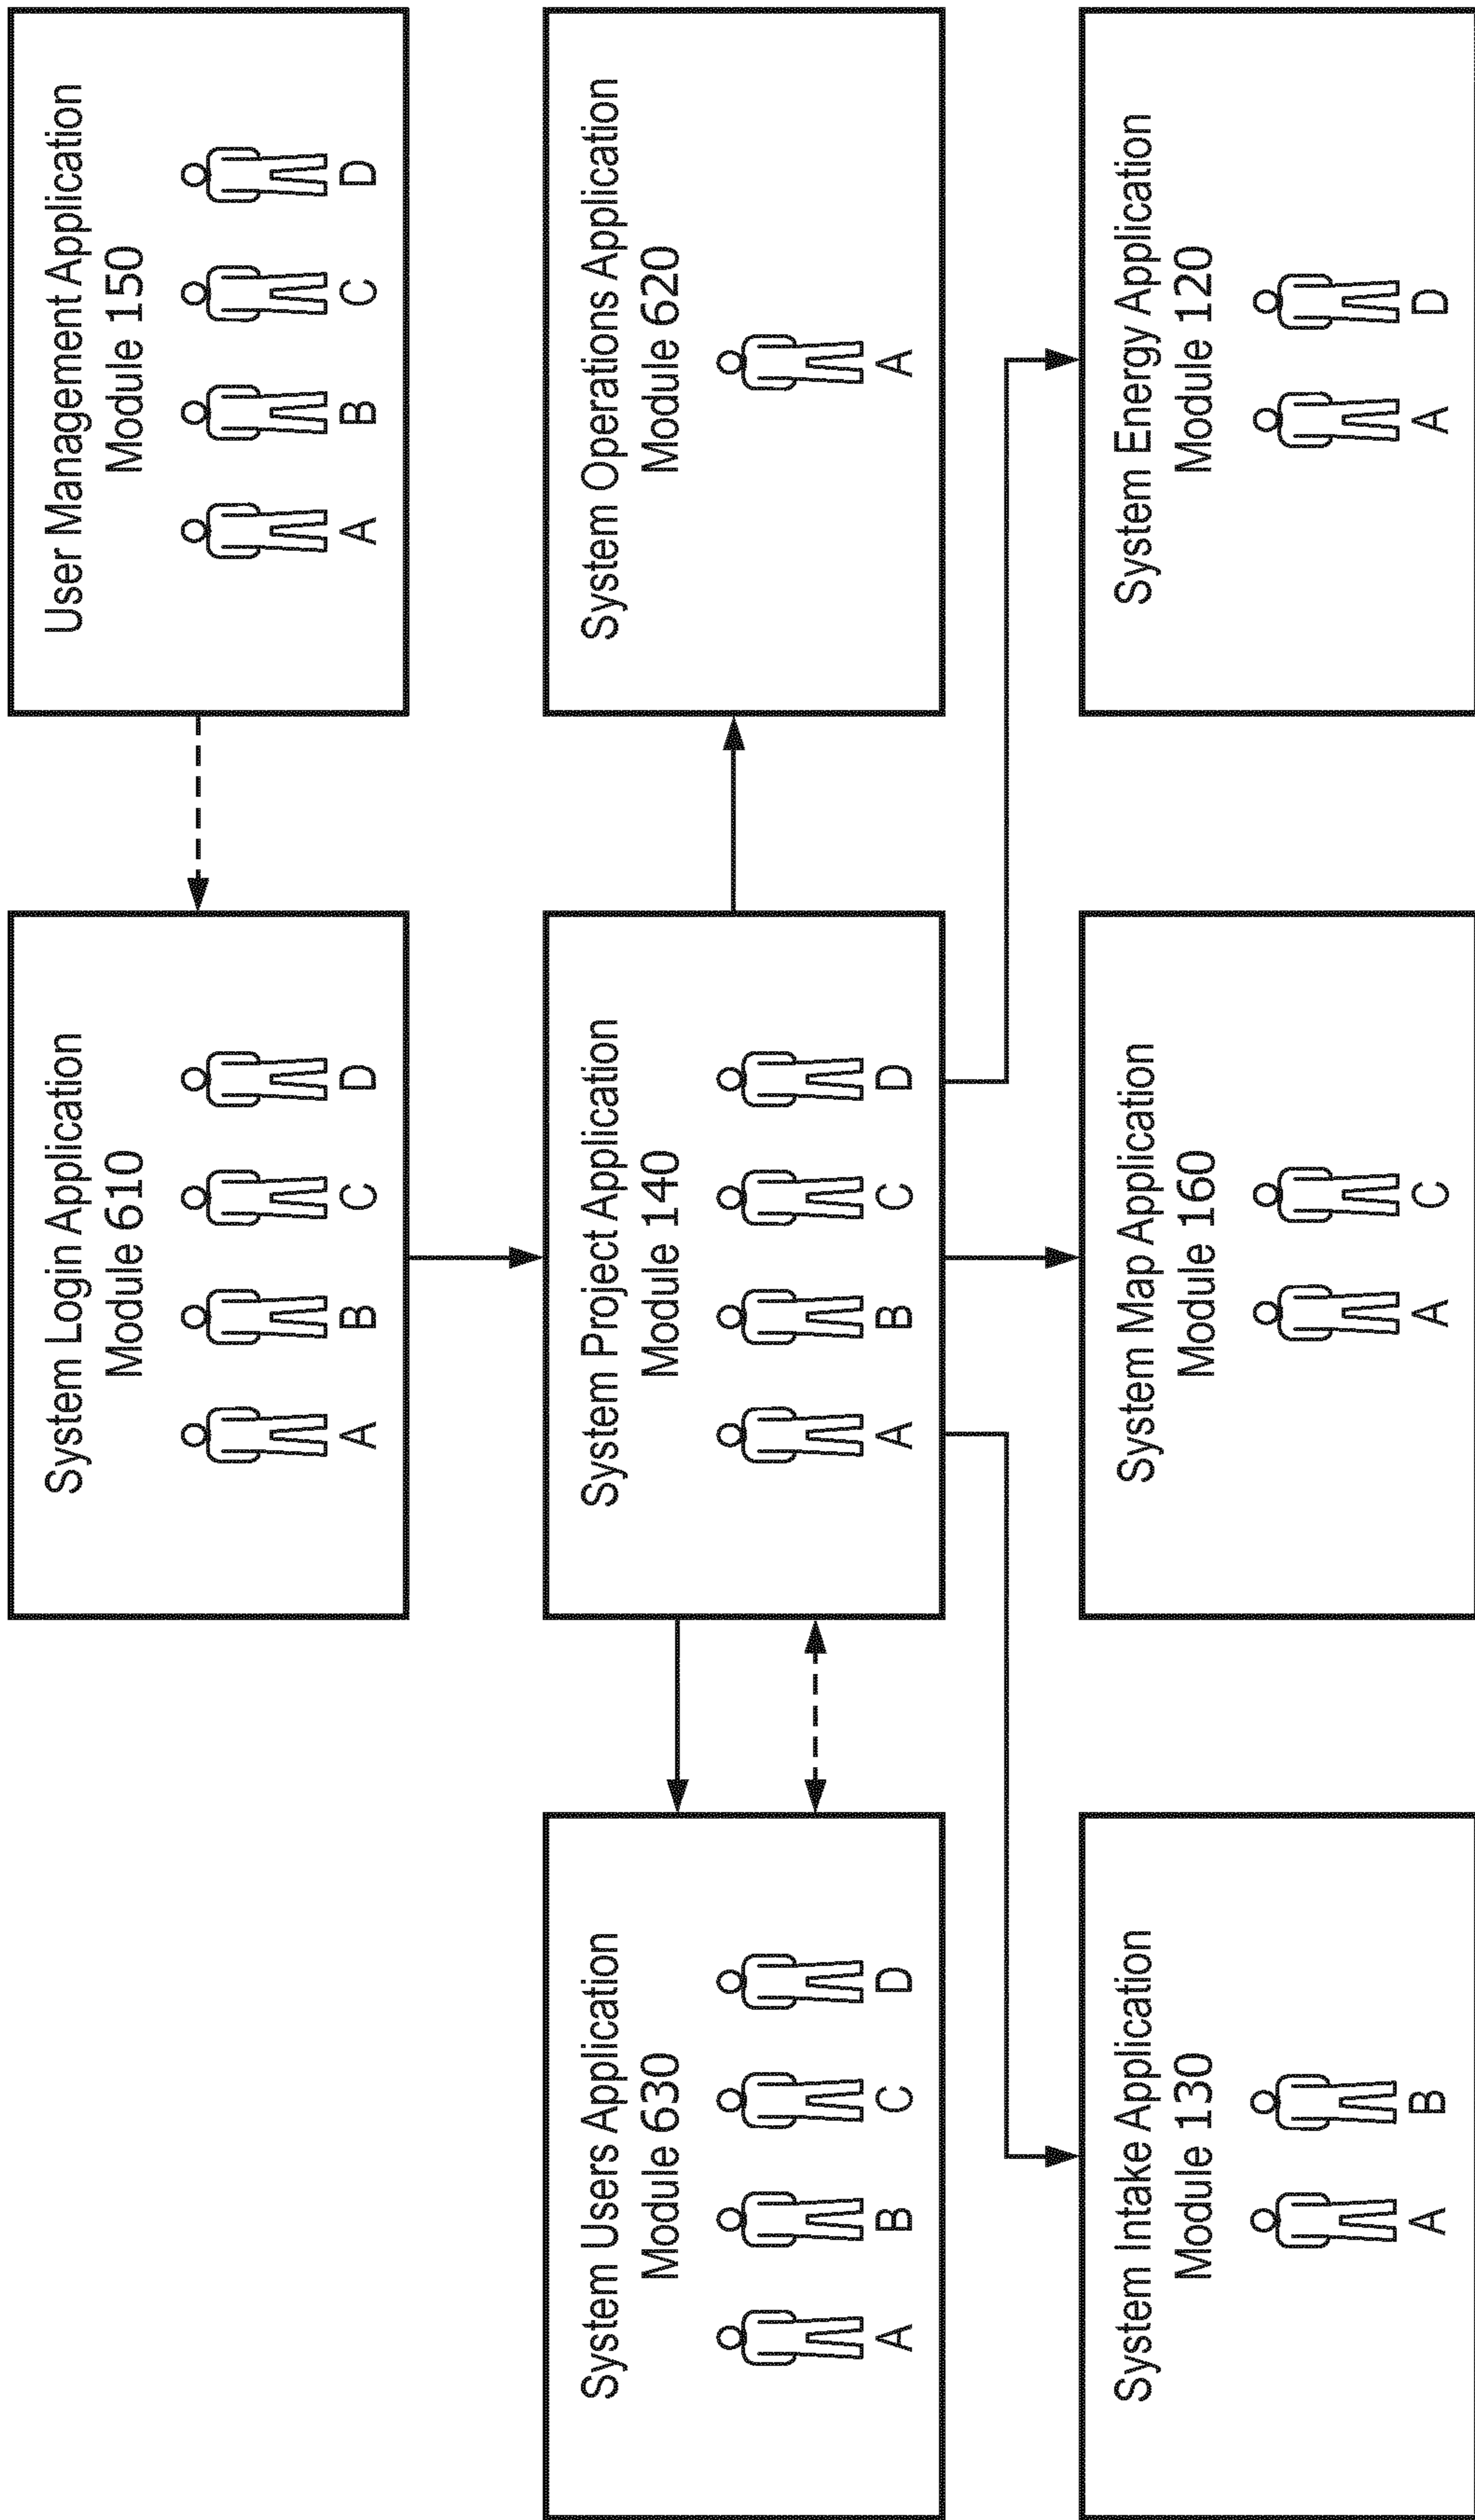 System Login Application
Module 610
A B C D
User Management Application
Module 150
A B C D
System Users Application
Module 630
A B C D
System Project Application
Module 140
A B C D
System Operations Application
Module 620
A
System Intake Application
Module 130
A B
System Map Application
Module 160
A C
System Energy Application
Module 120
A D